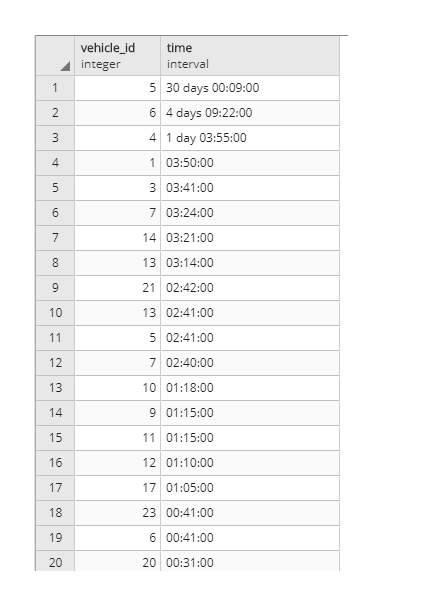 vehicle_id time
integer interval
1 5 30 days 00:09:00
2 6 4 days 09:22:00
3 4 1 day 03:55:00
4 1 03:50:00
5 3 03:41:00
6 7 03:24:00
7 14 03:21:00
8 13 03:14:00
9 21 02:42:00
10 13 02:41:00
11 5 02:41:00
12 7 02:40:00
13 10 01:18:00
14 9 01:15:00
15 11 01:15:00
16 12 01:10:00
17 17 01:05:00
18 23 00:41:00
19 6 00:41:00
20 20 00:31:00